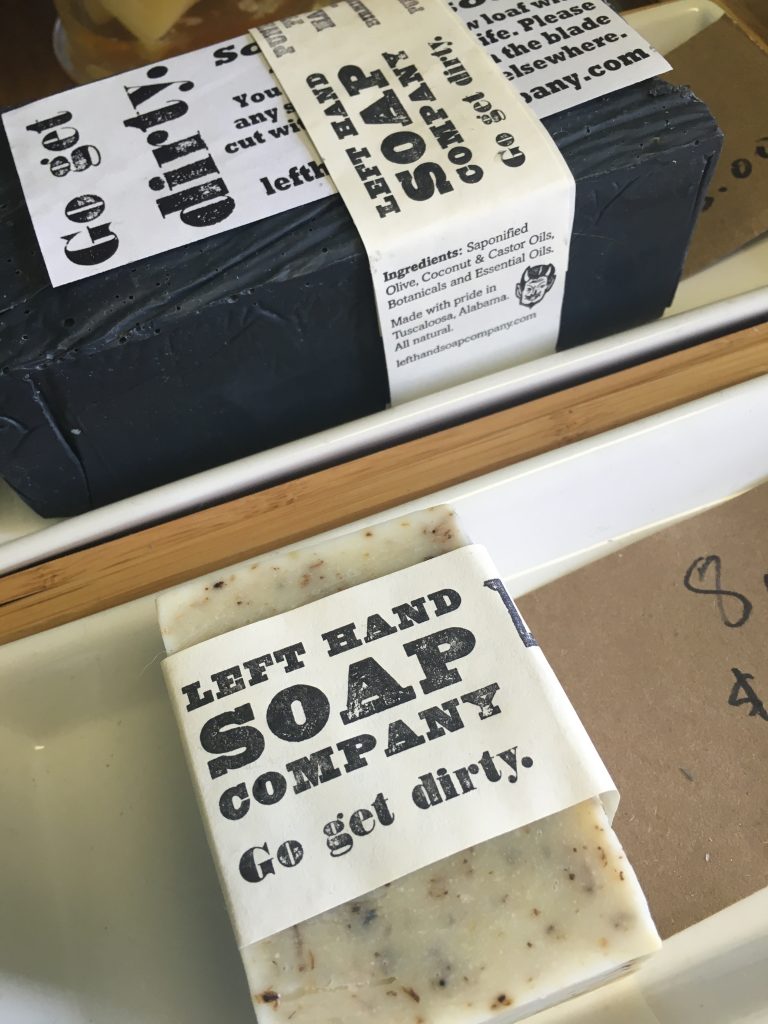 Go get
dirty.
You
any s
cut wi
lefth
w loaf whi
ife. Please
the blade
elsewhere.
pany.com
LEFT HAND
SOAP
COMPANY
Go get dirty.
Ingredients: Saponified
Olive, Coconut & Castor Oils,
Botanicals and Essential Oils.
Made with pride in
Tuscaloosa, Alabama.
All natural.
lefthandsoapcompany.com
LEFT HAND
SOAP
COMPANY
Go get dirty.
8